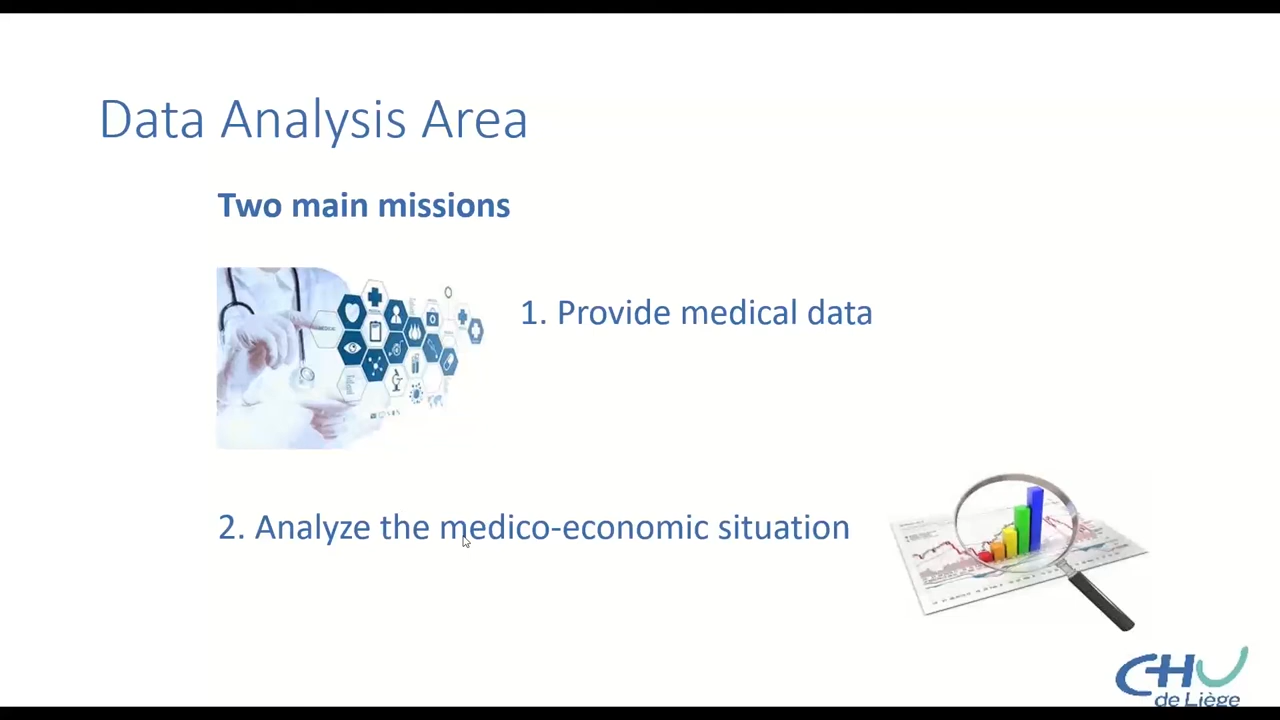 Data Analysis Area
Two main missions
1. Provide medical data
2. Analyze the medico-economic situation
CHU
de Liège